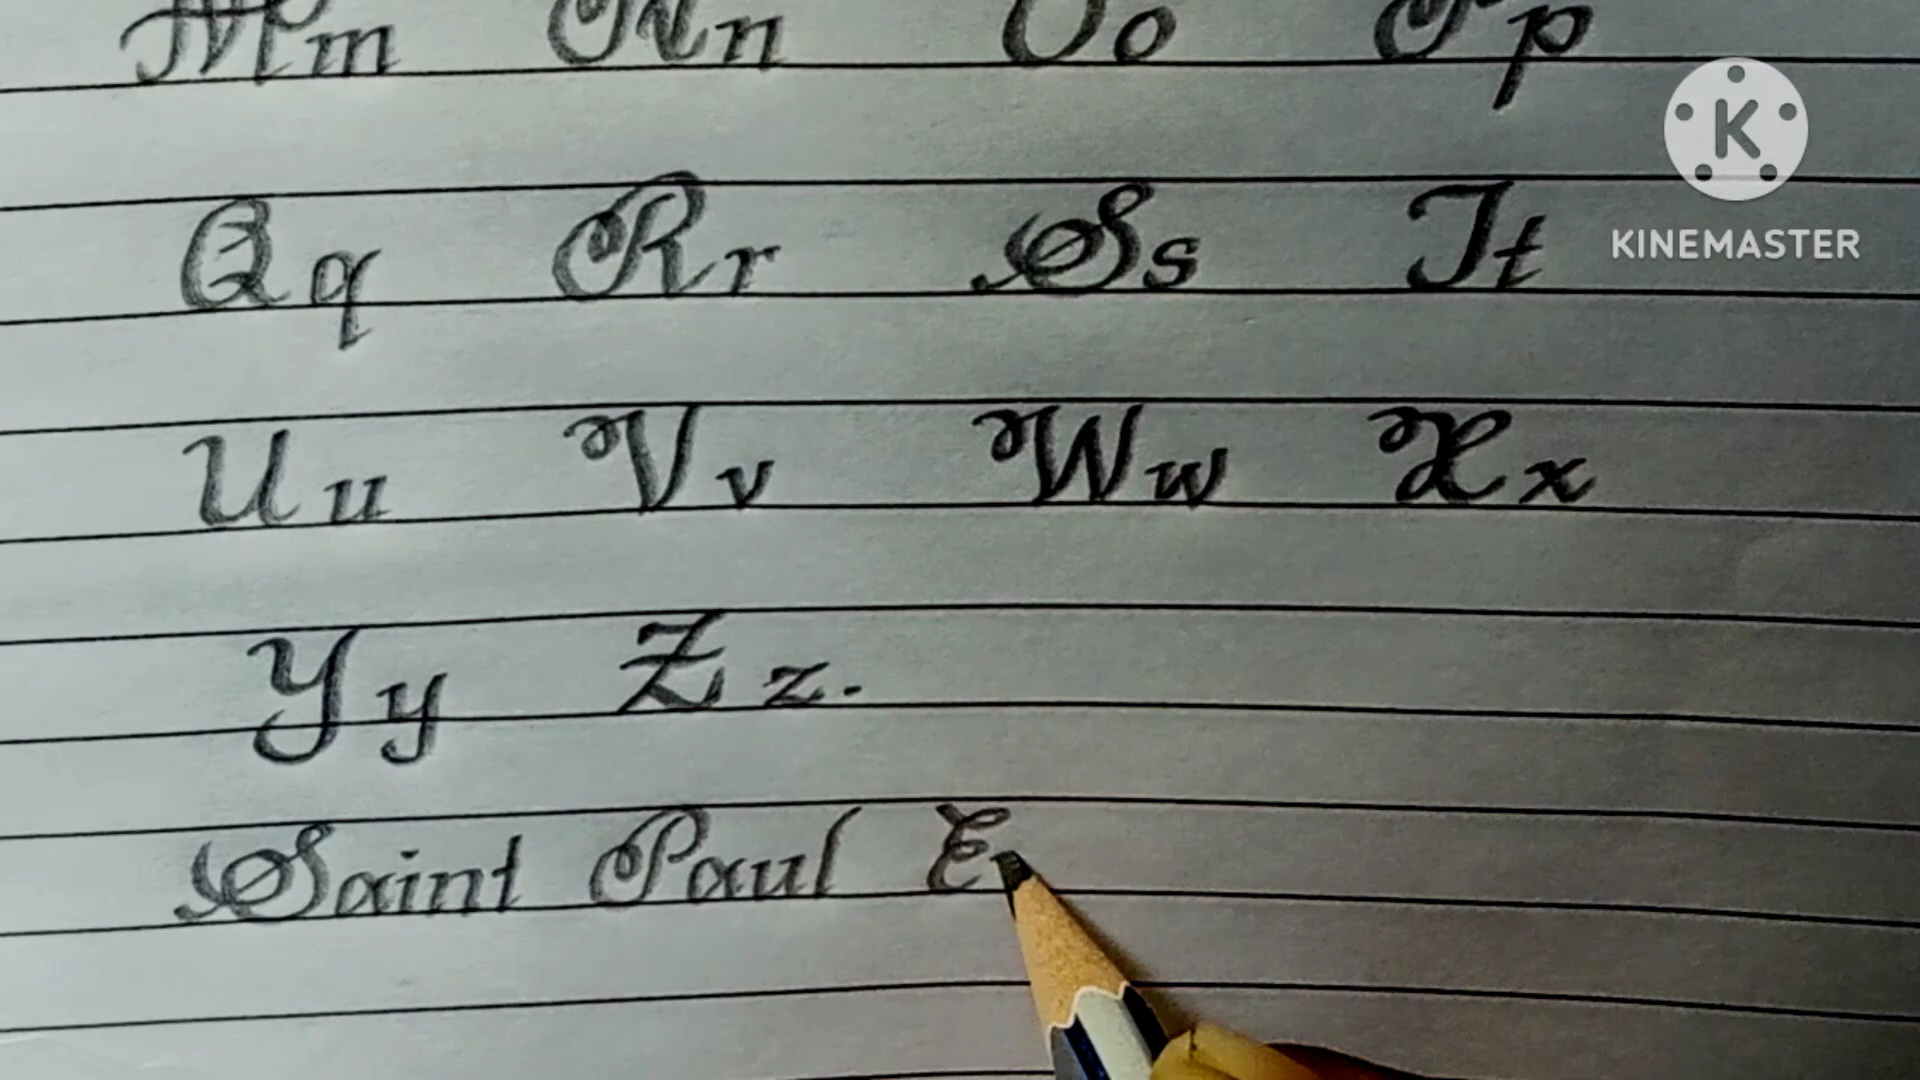 Mm Nn Oo Pp
Qq Rr Ss Tt
Uu Vv Ww Xx
Yy Zz.
Saint Paul E
K
KINEMASTER